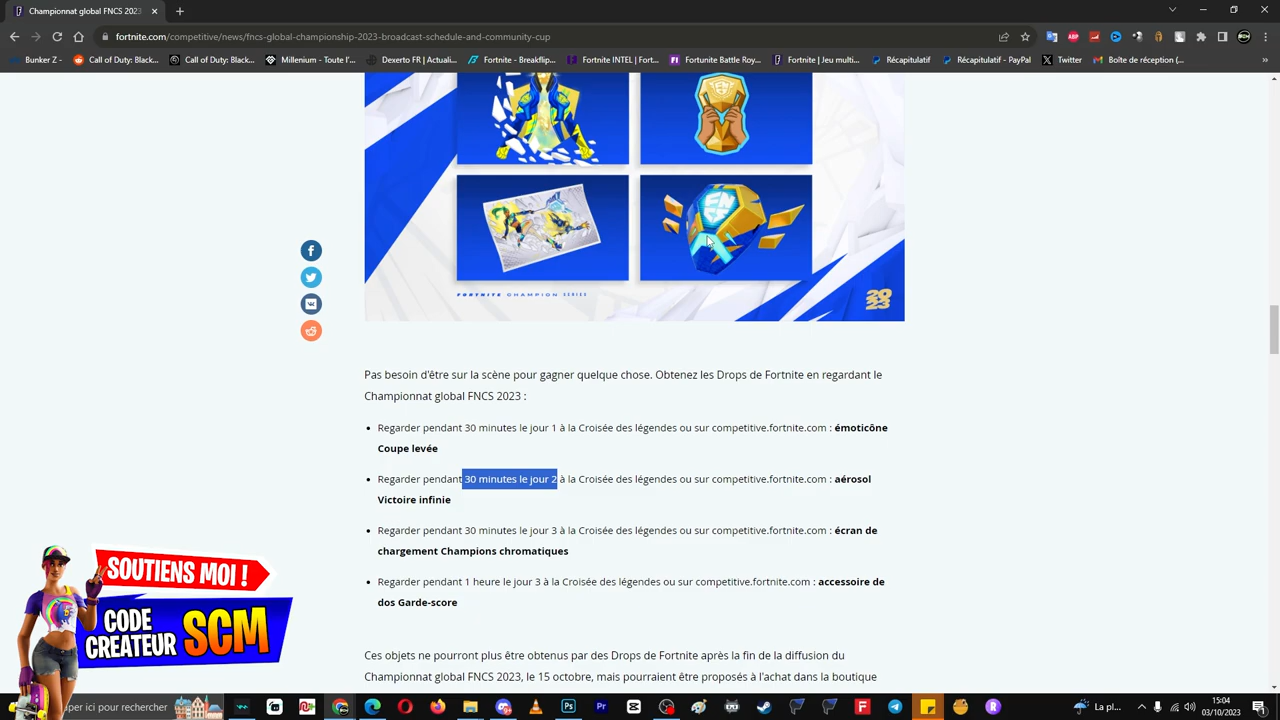 Championnat global FNCS 2023
fortnite.com/competitive/news/fncs-global-championship-2023-broadcast-schedule-and-community-cup
Bunker Z - Call of Duty: Black... Call of Duty: Black... Millenium - Toute l'... Dexerto FR | Actuali... Fortnite - Breakflip... Fortnite INTEL | Fort... Fortunite Battle Roy... Fortnite | Jeu multi... Récapitulatif Récapitulatif - PayPal Twitter Boîte de réception (... »
FORTNITE CHAMPION SERIES
2023
Pas besoin d'être sur la scène pour gagner quelque chose. Obtenez les Drops de Fortnite en regardant le
Championnat global FNCS 2023 :
• Regarder pendant 30 minutes le jour 1 à la Croisée des légendes ou sur competitive.fortnite.com : émoticône
Coupe levée
• Regarder pendant 30 minutes le jour 2 à la Croisée des légendes ou sur competitive.fortnite.com : aérosol
Victoire infinie
• Regarder pendant 30 minutes le jour 3 à la Croisée des légendes ou sur competitive.fortnite.com : écran de
chargement Champions chromatiques
• Regarder pendant 1 heure le jour 3 à la Croisée des légendes ou sur competitive.fortnite.com : accessoire de
dos Garde-score
SOUTIENS MOI !
CODE
CREATEUR SCM
Ces objets ne pourront plus être obtenus par des Drops de Fortnite après la fin de la diffusion du
Championnat global FNCS 2023, le 15 octobre, mais pourraient être proposés à l'achat dans la boutique
per ici pour rechercher
La pl...
15:04
03/10/2023